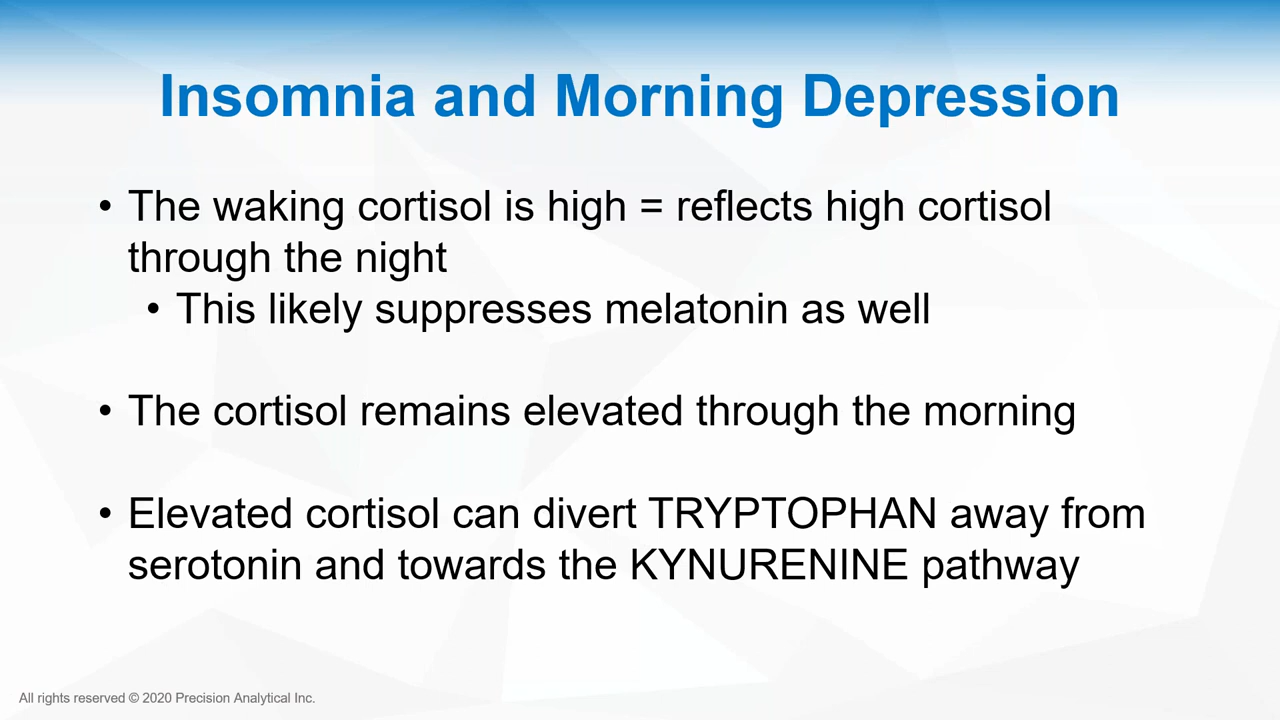 Insomnia and Morning Depression
• The waking cortisol is high = reflects high cortisol
through the night
• This likely suppresses melatonin as well
• The cortisol remains elevated through the morning
• Elevated cortisol can divert TRYPTOPHAN away from
serotonin and towards the KYNURENINE pathway
All rights reserved © 2020 Precision Analytical Inc.